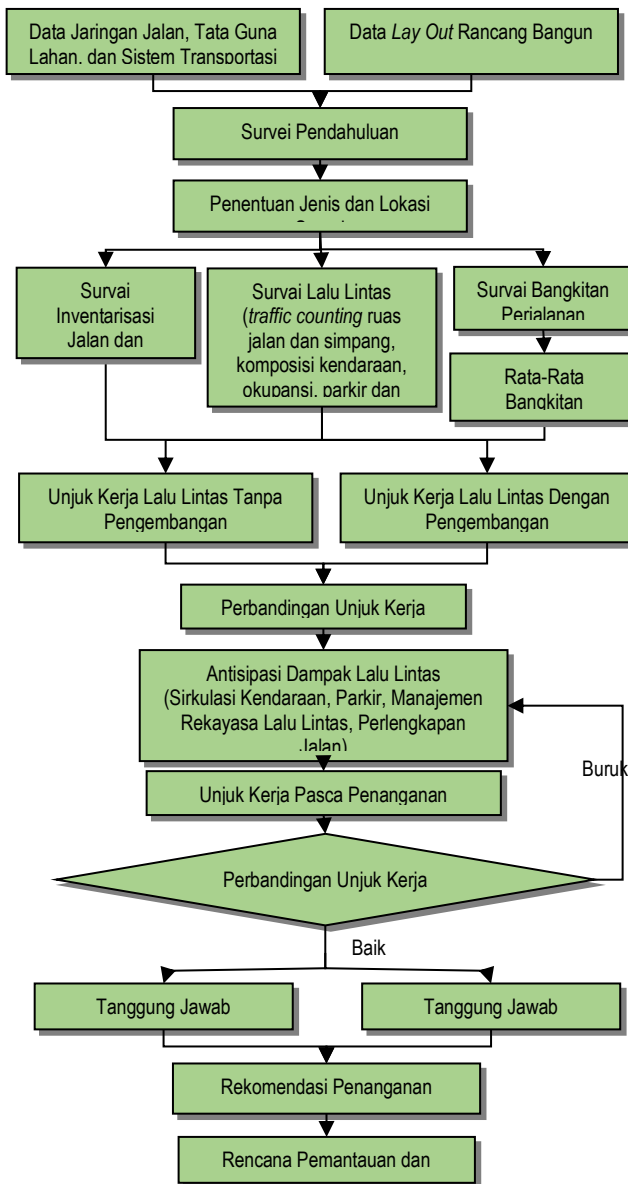 Data Jaringan Jalan, Tata Guna
Lahan, dan Sistem Transportasi
Data Lay Out Rancang Bangun
Survei Pendahuluan
Penentuan Jenis dan Lokasi
Survai
Inventarisasi
Jalan dan
Survai Lalu Lintas
(traffic counting ruas
jalan dan simpang,
komposisi kendaraan,
okupansi, parkir dan
Survai Bangkitan
Perjalanan
Rata-Rata
Bangkitan
Unjuk Kerja Lalu Lintas Tanpa
Pengembangan
Unjuk Kerja Lalu Lintas Dengan
Pengembangan
Perbandingan Unjuk Kerja
Antisipasi Dampak Lalu Lintas
(Sirkulasi Kendaraan, Parkir, Manajemen
Rekayasa Lalu Lintas, Perlengkapan
Jalan)
Buruk
Unjuk Kerja Pasca Penanganan
Perbandingan Unjuk Kerja
Baik
Tanggung Jawab
Tanggung Jawab
Rekomendasi Penanganan
Rencana Pemantauan dan